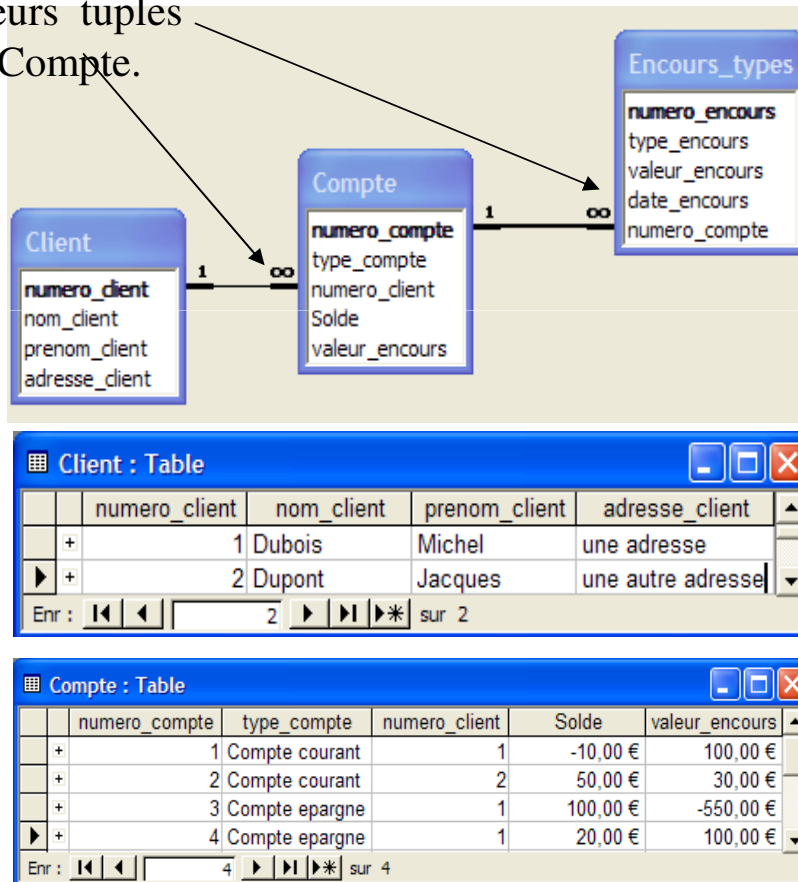 eurs tuples
Compte.
Encours_types
numero_encours
type_encours
valeur_encours
date_encours
numero_compte
Compte
numero_compte
type_compte
numero_client
Solde
valeur_encours
1 ∞
Client
numero_client
nom_client
prenom_client
adresse_client
1 ∞
Client : Table
numero_client nom_client prenom_client adresse_client
+ 1 Dubois Michel une adresse
+ 2 Dupont Jacques une autre adresse
Enr : 2 sur 2
Compte : Table
numero_compte type_compte numero_client Solde valeur_encours
+ 1 Compte courant 1 -10,00 € 100,00 €
+ 2 Compte courant 2 50,00 € 30,00 €
+ 3 Compte epargne 1 100,00 € -550,00 €
+ 4 Compte epargne 1 20,00 € 100,00 €
Enr : 4 sur 4